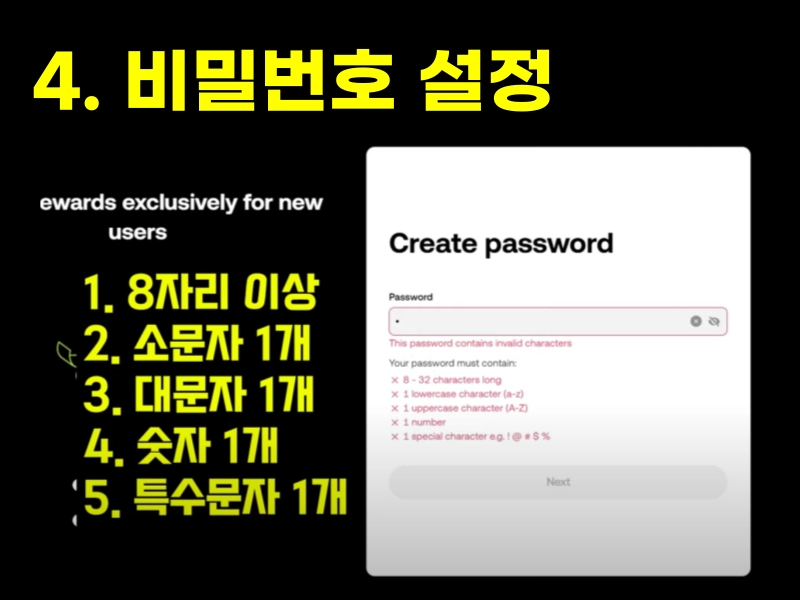 4. 비밀번호 설정
ewards exclusively for new
users
1. 8자리 이상
2. 소문자 1개
3. 대문자 1개
4. 숫자 1개
5. 특수문자 1개
Create password
Password
•
This password contains invalid characters
Your password must contain:
× 8 - 32 characters long
× 1 lowercase character (a-z)
× 1 uppercase character (A-Z)
× 1 number
× 1 special character e.g. ! @ # $ %
Next